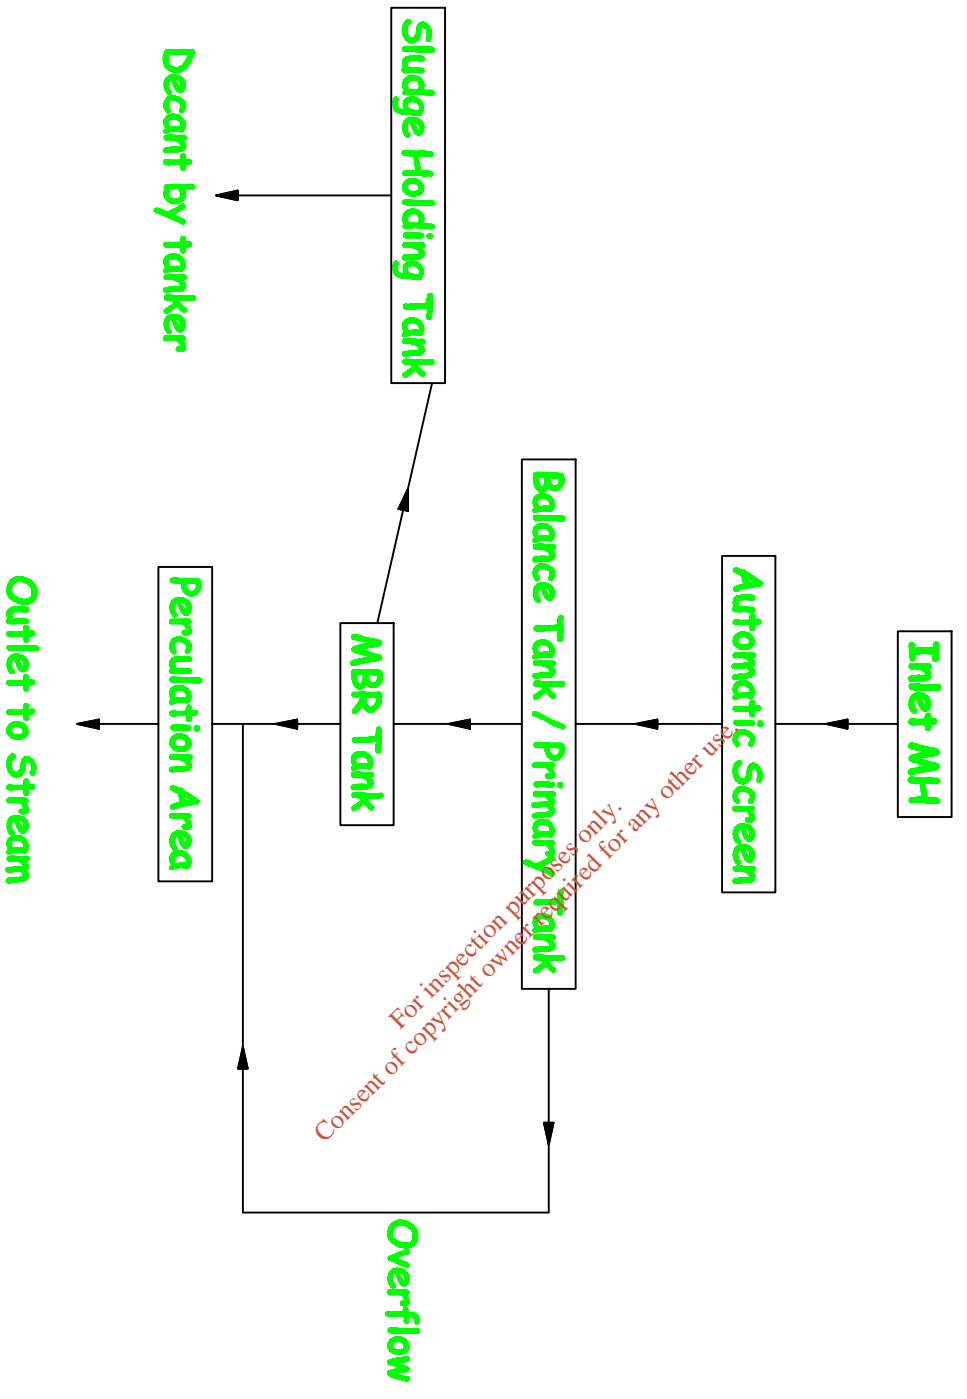 Inlet MH
Automatic Screen
Balance Tank / Primary Tank
Sludge Holding Tank
MBR Tank
Overflow
Decant by tanker
Perculation Area
Outlet to Stream
For inspection purposes only.
Consent of copyright owner required for any other use.